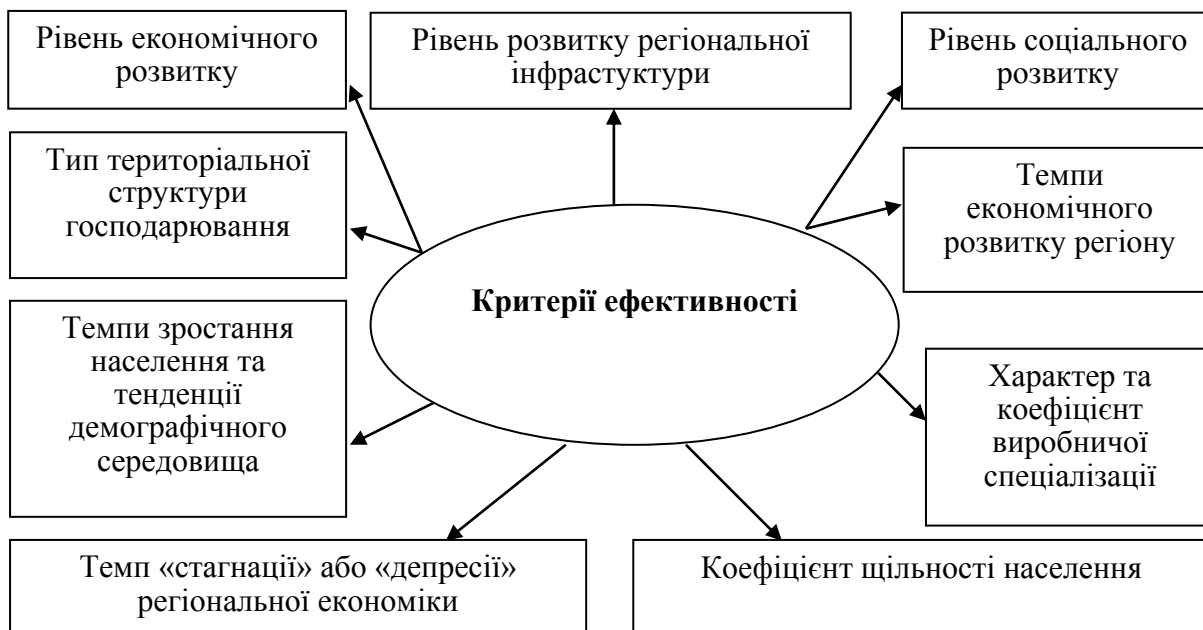 Рівень економічного
розвитку
Рівень розвитку регіональної
інфрастуктури
Рівень соціального
розвитку
Тип територіальної
структури
господарювання
Темпи
економічного
розвитку регіону
Критерії ефективності
Темпи зростання
населення та
тенденції
демографічного
середовища
Характер та
коефіцієнт
виробничої
спеціалізації
Темп «стагнації» або «депресії»
регіональної економіки
Коефіцієнт щільності населення